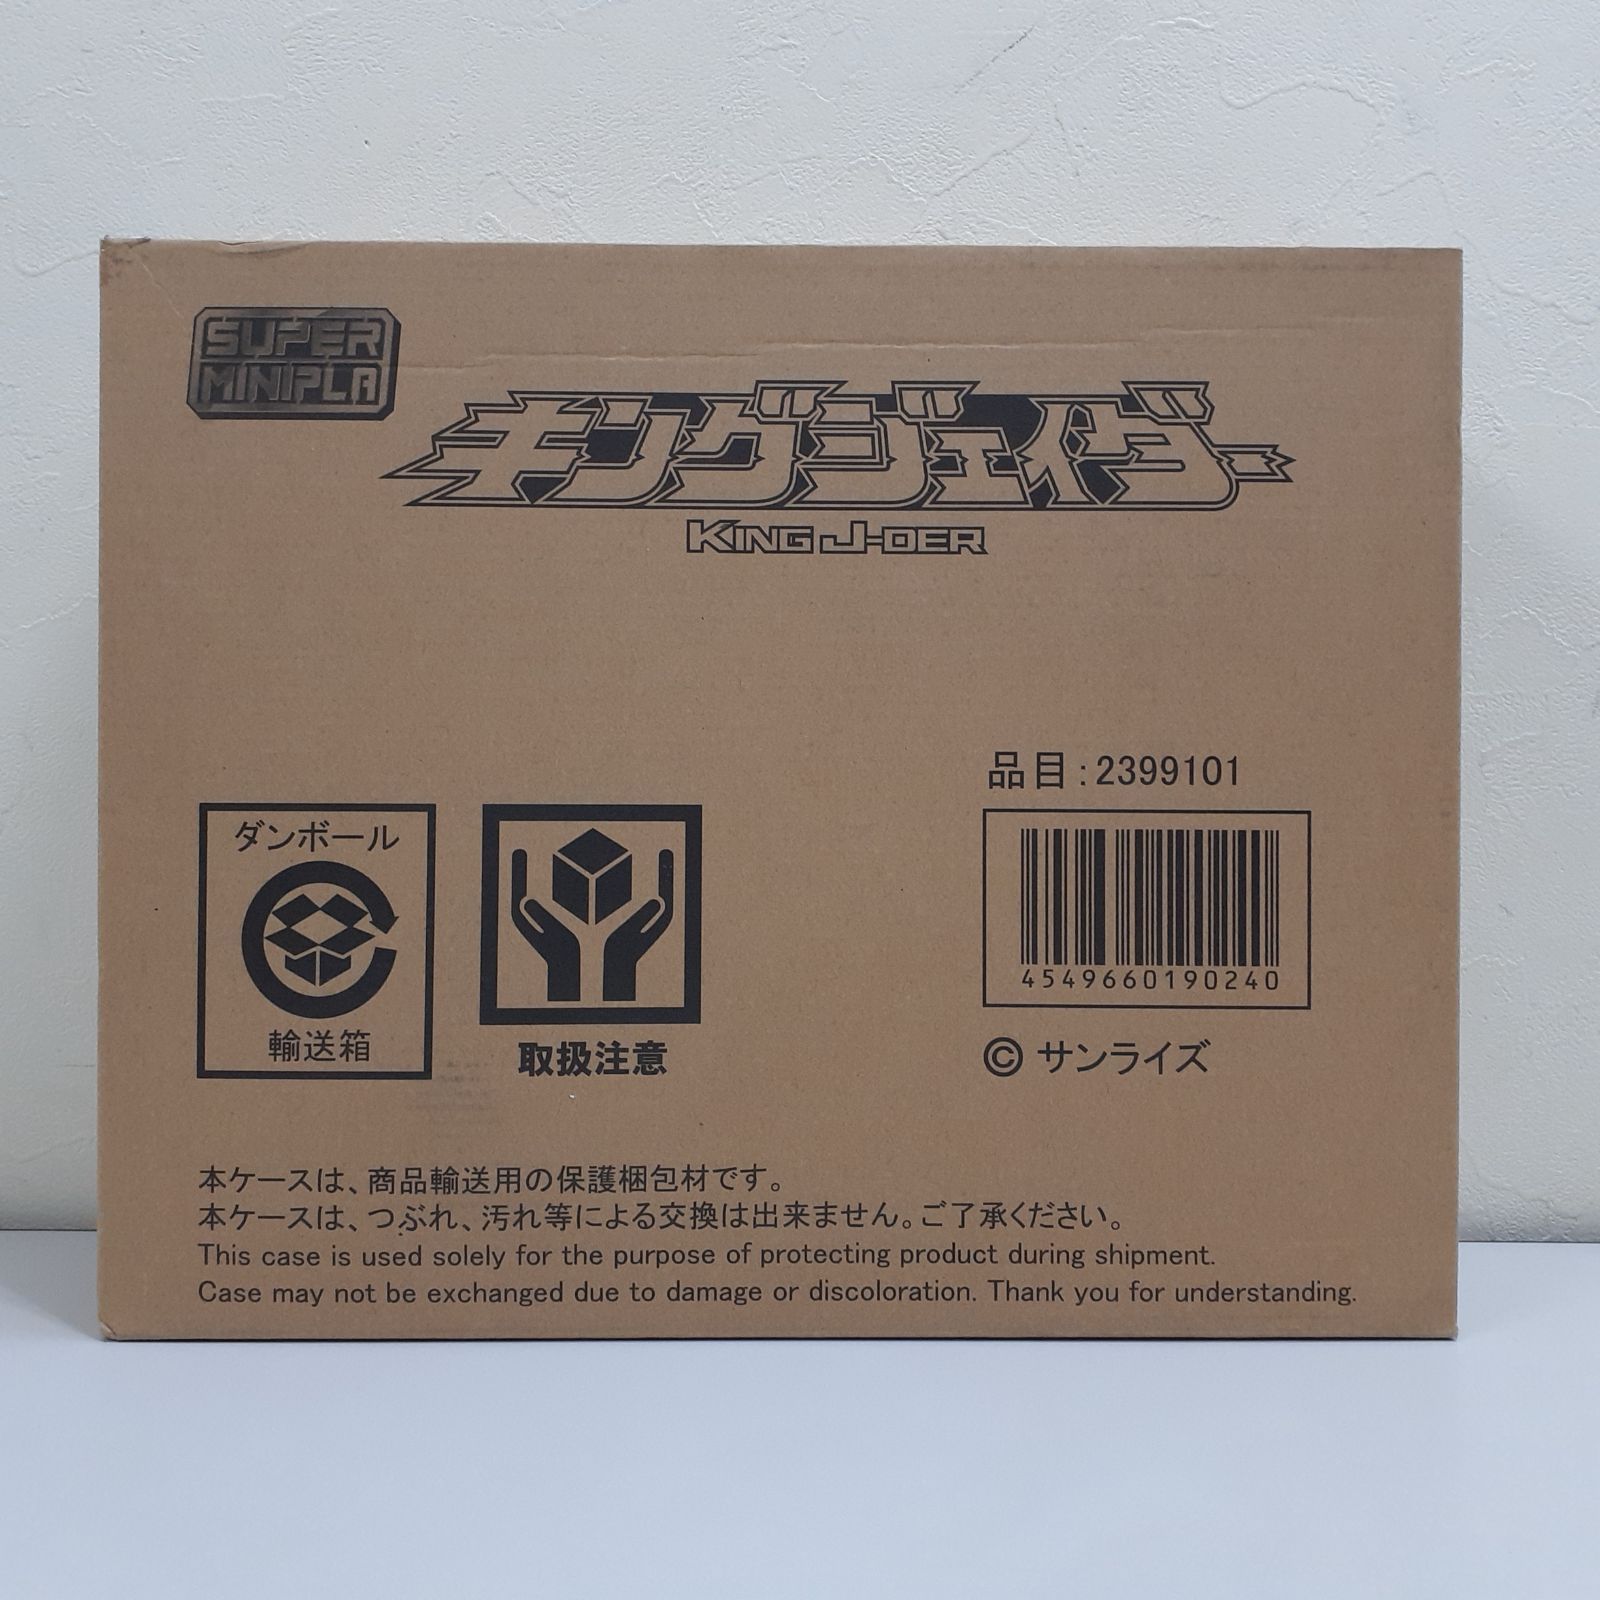 SUPER
MINIPLA
キングジェイダー
KING J-DER
品目:2399101
ダンボール
輸送箱
取扱注意
4549660190240
© サンライズ
本ケースは、商品輸送用の保護梱包材です。
本ケースは、つぶれ、汚れ等による交換は出来ません。ご了承ください。
This case is used solely for the purpose of protecting product during shipment.
Case may not be exchanged due to damage or discoloration. Thank you for understanding.